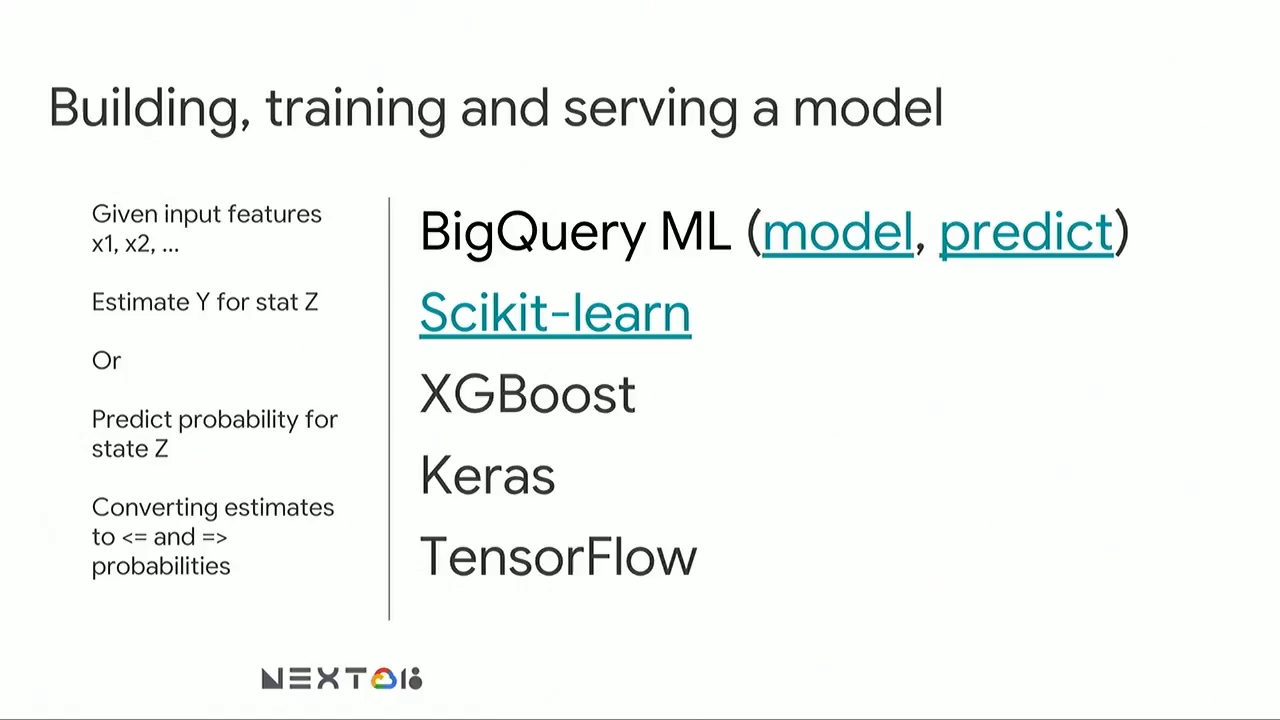 Building, training and serving a model
Given input features
x1, x2, ...
Estimate Y for stat Z
Or
Predict probability for
state Z
Converting estimates
to <= and =>
probabilities
BigQuery ML (model, predict)
Scikit-learn
XGBoost
Keras
TensorFlow
NEXT 18